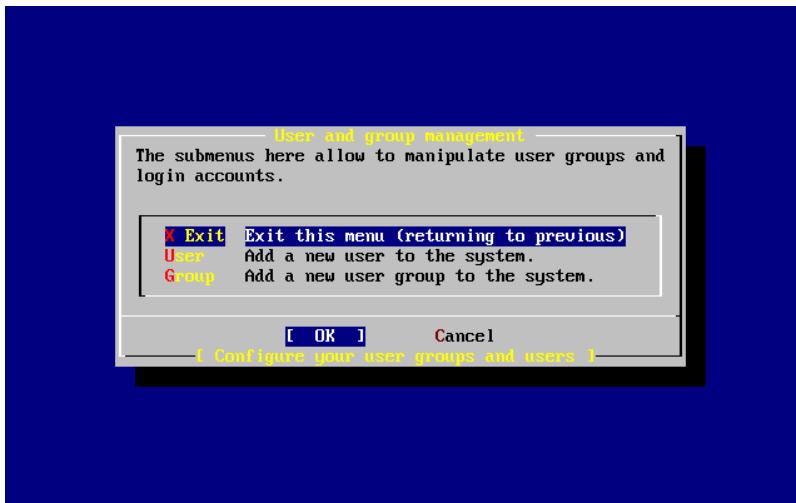 User and group management
The submenus here allow to manipulate user groups and
login accounts.
X Exit Exit this menu (returning to previous)
User Add a new user to the system.
Group Add a new user group to the system.
[ OK ] Cancel
[ Configure your user groups and users ]